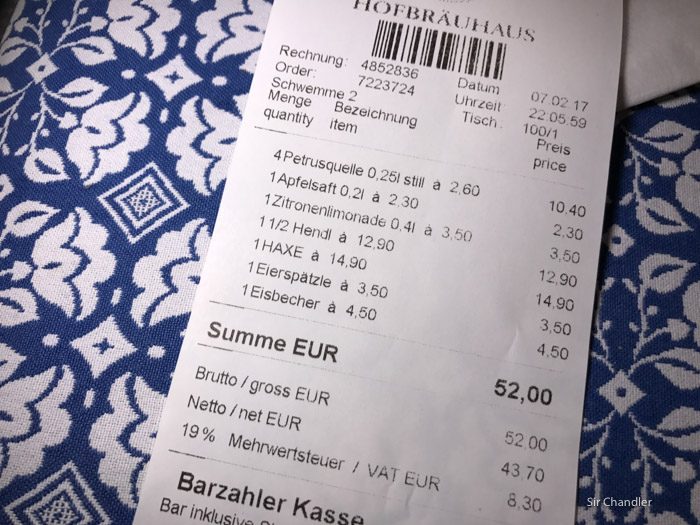 HOFBRÄUHAUS
Rechnung: 4852836 Datum 07.02 17
Order: 7223724 Uhrzeit: 22:05:59
Schwemme 2 Tisch: 100/1
Menge Bezeichnung Preis
quantity item price
4 Petrusquelle 0,25l still à 2,60 10,40
1 Apfelsaft 0,2l à 2,30 2,30
1 Zitronenlimonade 0,4l à 3,50 3,50
1 1/2 Hendl à 12,90 12,90
1 HAXE à 14,90 14,90
1 Eierspätzle à 3,50 3,50
1 Eisbecher à 4,50 4,50
Summe EUR 52,00
Brutto / gross EUR 52,00
Netto / net EUR 43,70
19% Mehrwertsteuer / VAT EUR 8,30
Barzahler Kasse
Bar inklusive
Sir Chandler